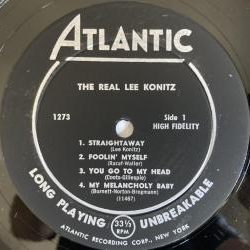 ATLANTIC
THE REAL LEE KONITZ
1273
Side 1
HIGH FIDELITY
1. STRAIGHTAWAY
(Lee Konitz)
2. FOOLIN' MYSELF
(Razaf-Waller)
3. YOU GO TO MY HEAD
(Coots-Gillespie)
4. MY MELANCHOLY BABY
(Burnett-Norton-Bregmann)
(11467)
LONG PLAYING 33⅓ RPM UNBREAKABLE
ATLANTIC RECORDING CORP., NEW YORK